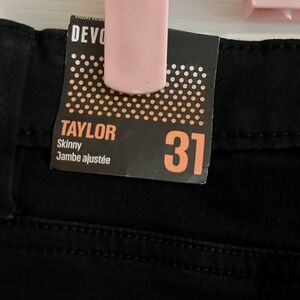 DEVO
TAYLOR
Skinny
Jambe ajustée
31